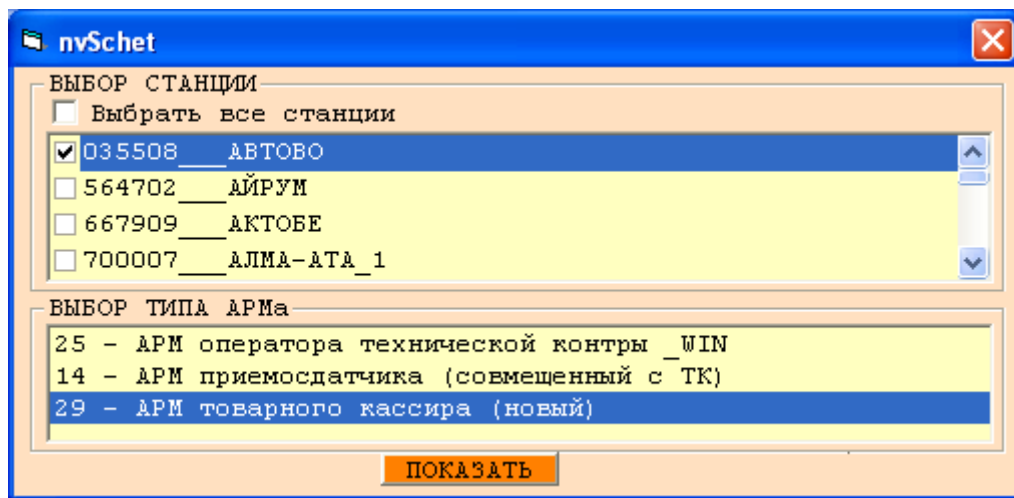 nvSchet
ВЫБОР СТАНЦИИ
Выбрать все станции
035508___АВТОВО
564702___АЙРУМ
667909___АКТОБЕ
700007___АЛМА-АТА_1
ВЫБОР ТИПА АРМа
25 - АРМ оператора технической контры _WIN
14 - АРМ приемосдатчика (совмещенный с ТК)
29 - АРМ товарного кассира (новый)
ПОКАЗАТЬ